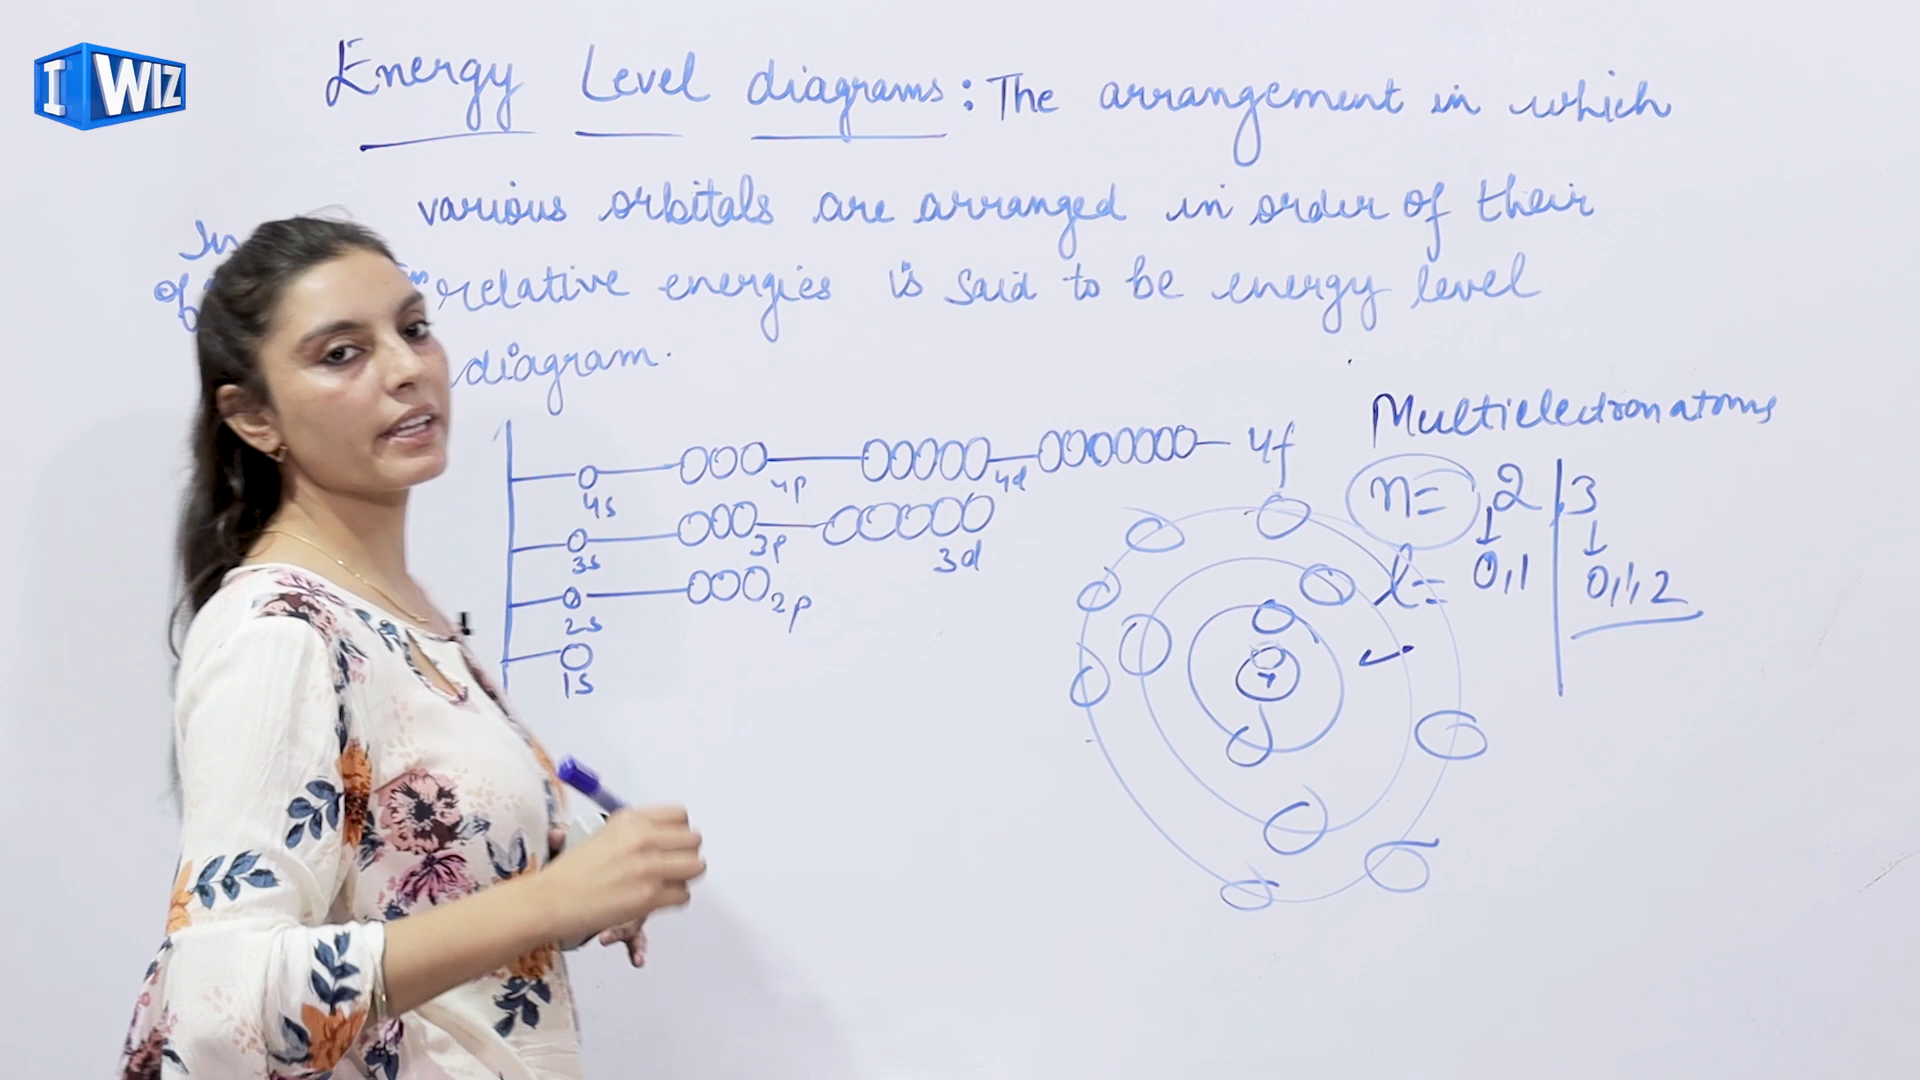 I WIZ
Energy Level diagrams : The arrangement in which
various orbitals are arranged in order of their
relative energies is said to be energy level
diagram.
Multielectron atoms
4s 4p 4d 4f
3s 3p 3d
2s 2p
1s
n= 2 3
l= 0,1 0,1,2
+